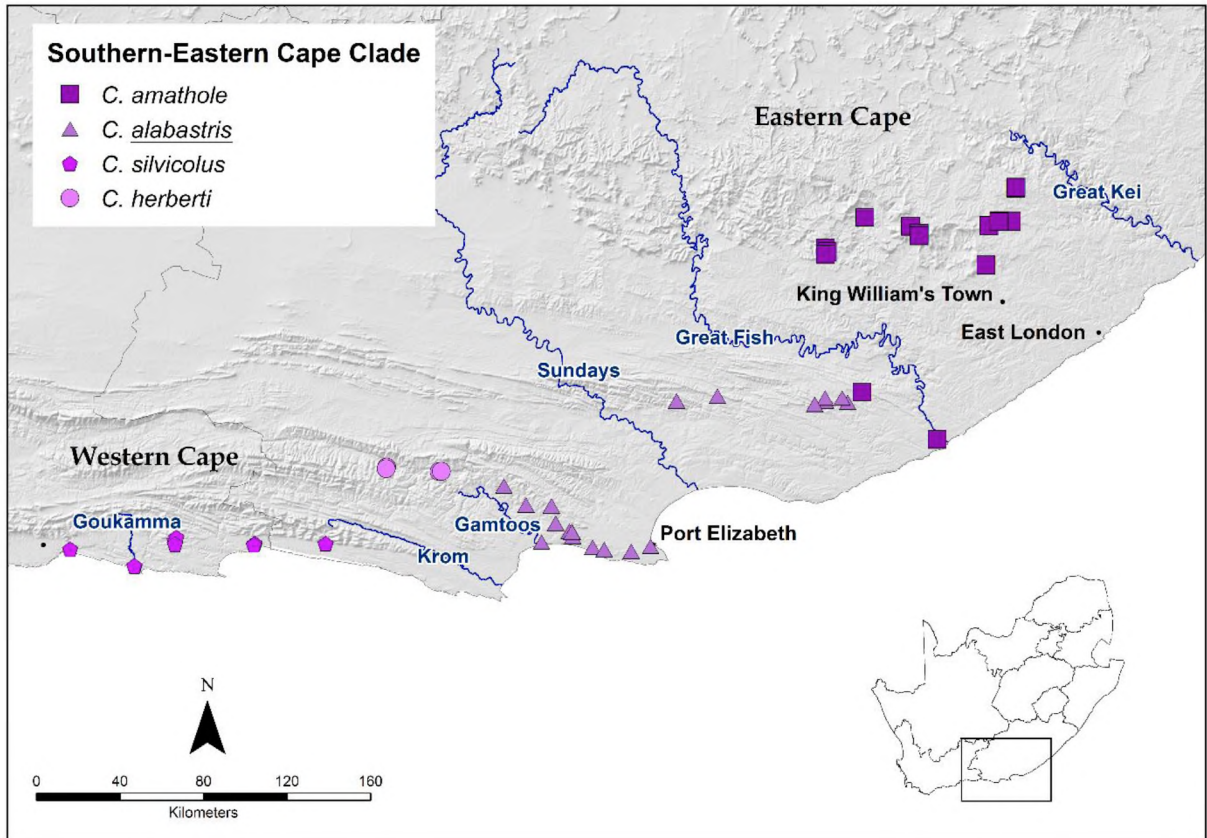 Southern-Eastern Cape Clade
C. amathole
C. alabastris
C. silvicolus
C. herberti
Eastern Cape
Great Kei
King William's Town
East London
Great Fish
Sundays
Western Cape
Goukamma
Gamtoos
Port Elizabeth
Krom
N
0 40 80 120 160
Kilometers